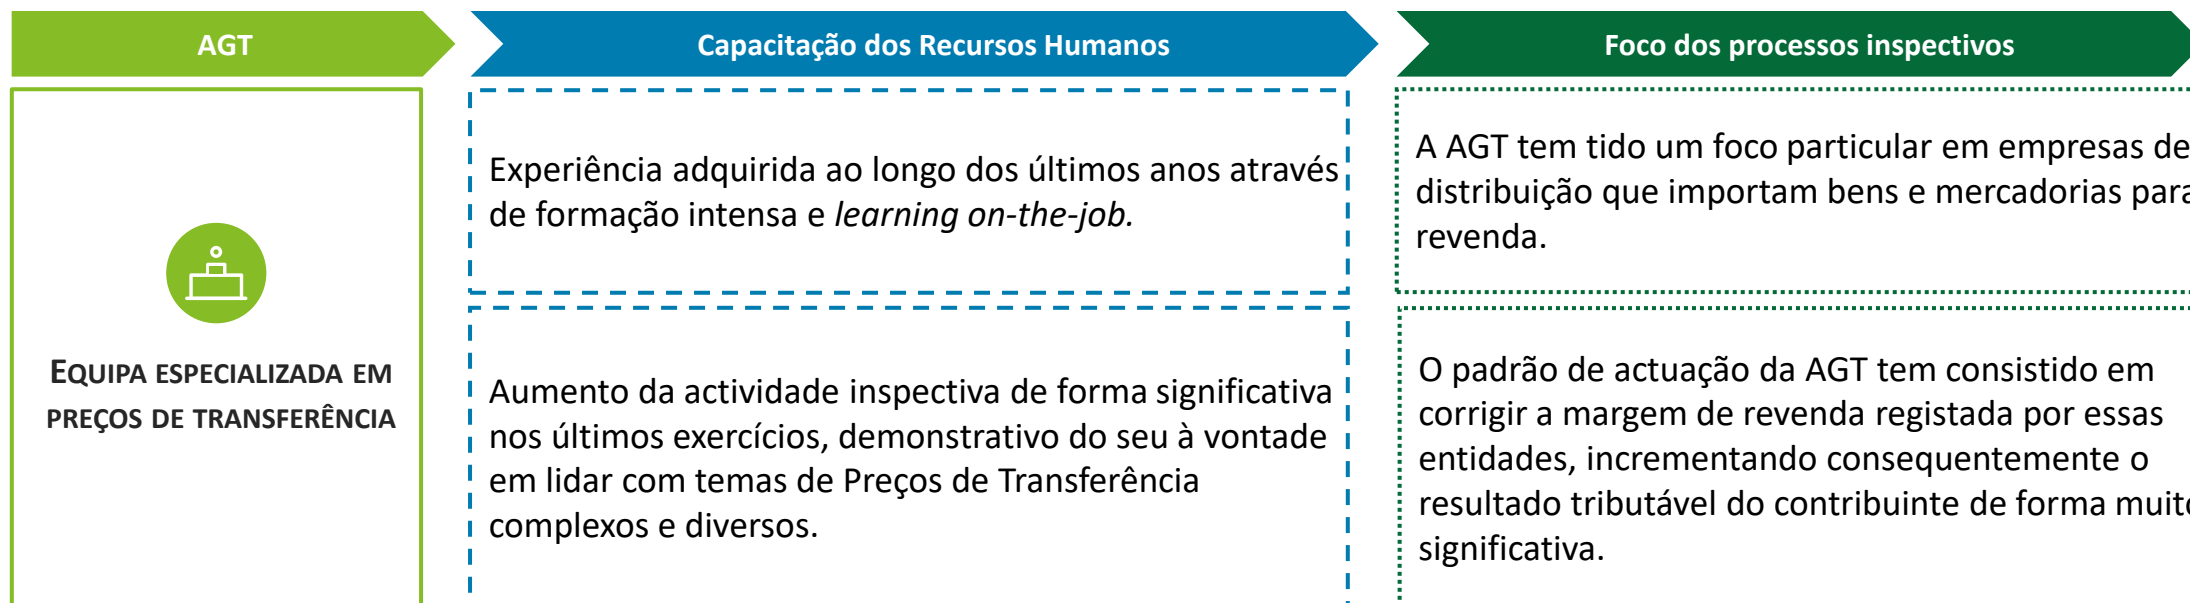 AGT
EQUIPA ESPECIALIZADA EM
PREÇOS DE TRANSFERÊNCIA
Capacitação dos Recursos Humanos
Experiência adquirida ao longo dos últimos anos através
de formação intensa e learning on-the-job.
Aumento da actividade inspectiva de forma significativa
nos últimos exercícios, demonstrativo do seu à vontade
em lidar com temas de Preços de Transferência
complexos e diversos.
Foco dos processos inspectivos
A AGT tem tido um foco particular em empresas de
distribuição que importam bens e mercadorias para
revenda.
O padrão de actuação da AGT tem consistido em
corrigir a margem de revenda registada por essas
entidades, incrementando consequentemente o
resultado tributável do contribuinte de forma muito
significativa.